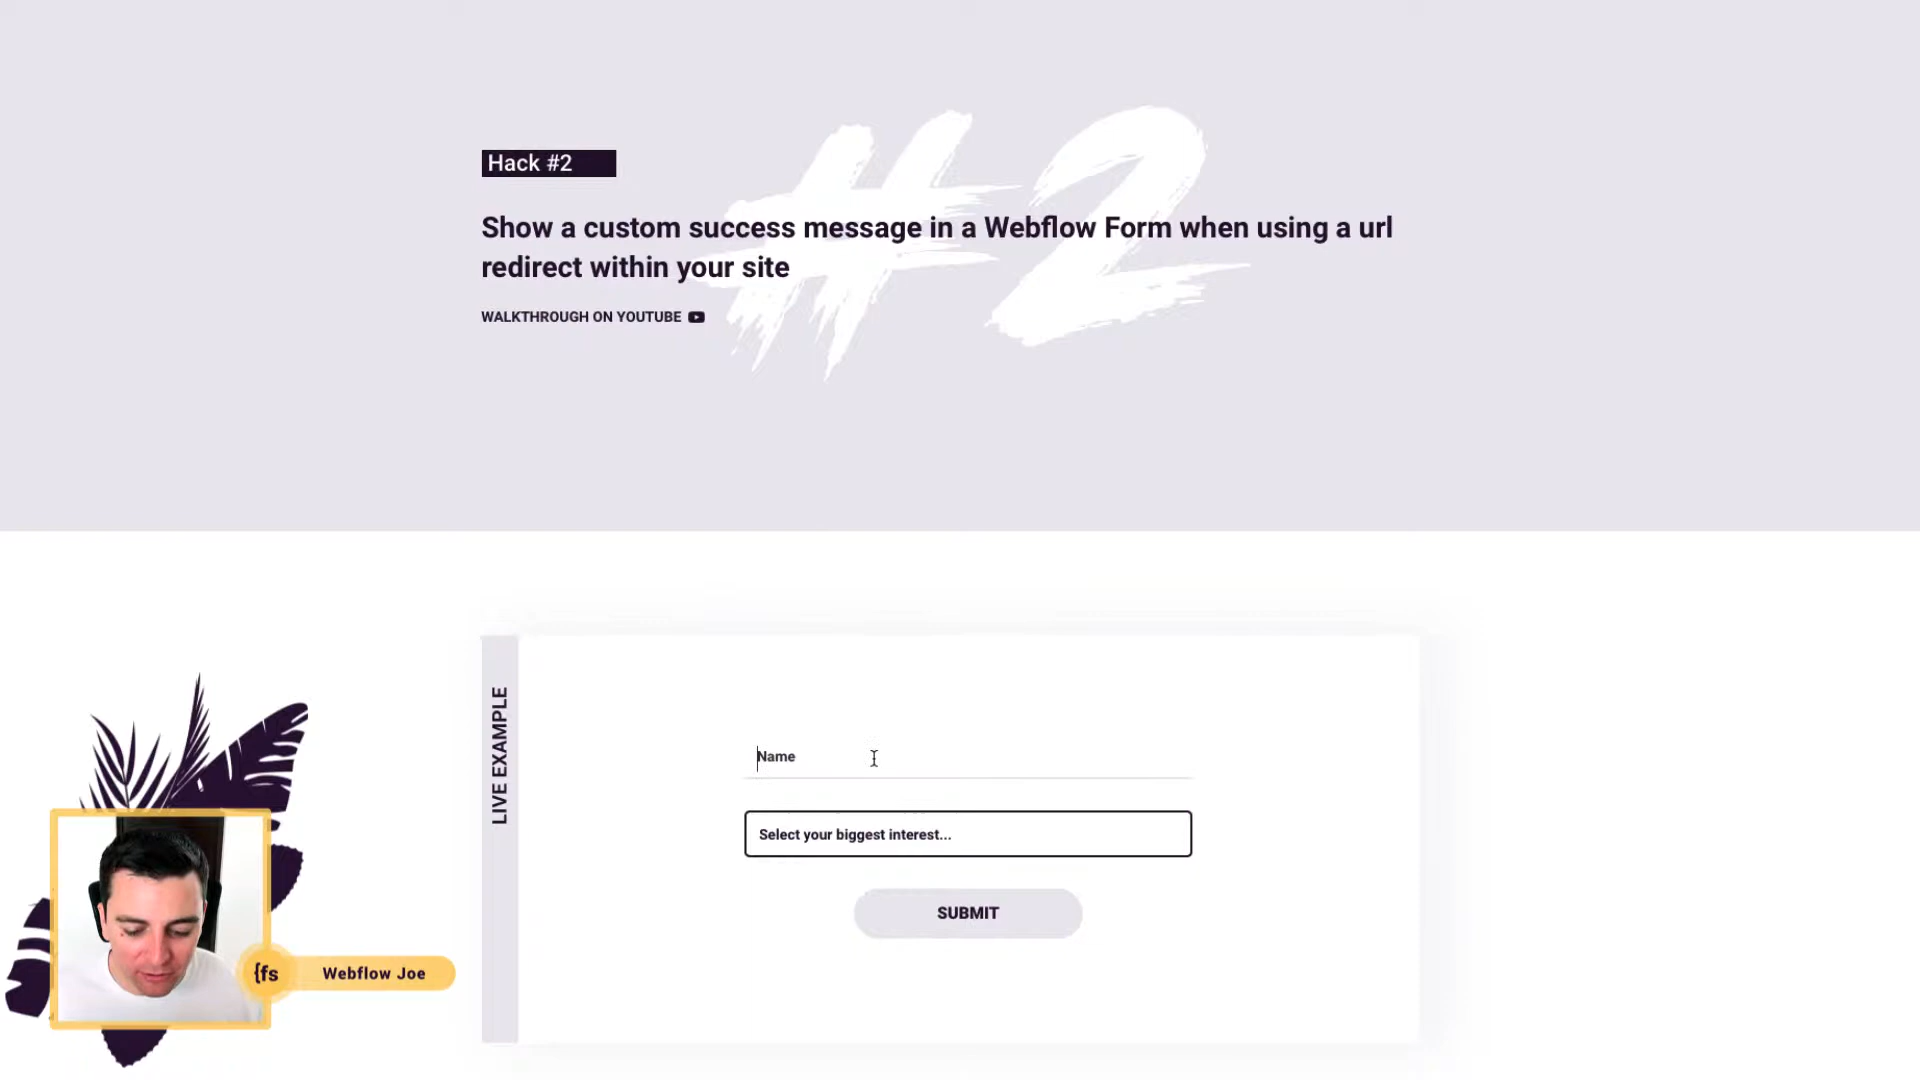 #2
Hack #2
Show a custom success message in a Webflow Form when using a url
redirect within your site
WALKTHROUGH ON YOUTUBE
LIVE EXAMPLE
Name
Select your biggest interest...
SUBMIT
{fs
Webflow Joe